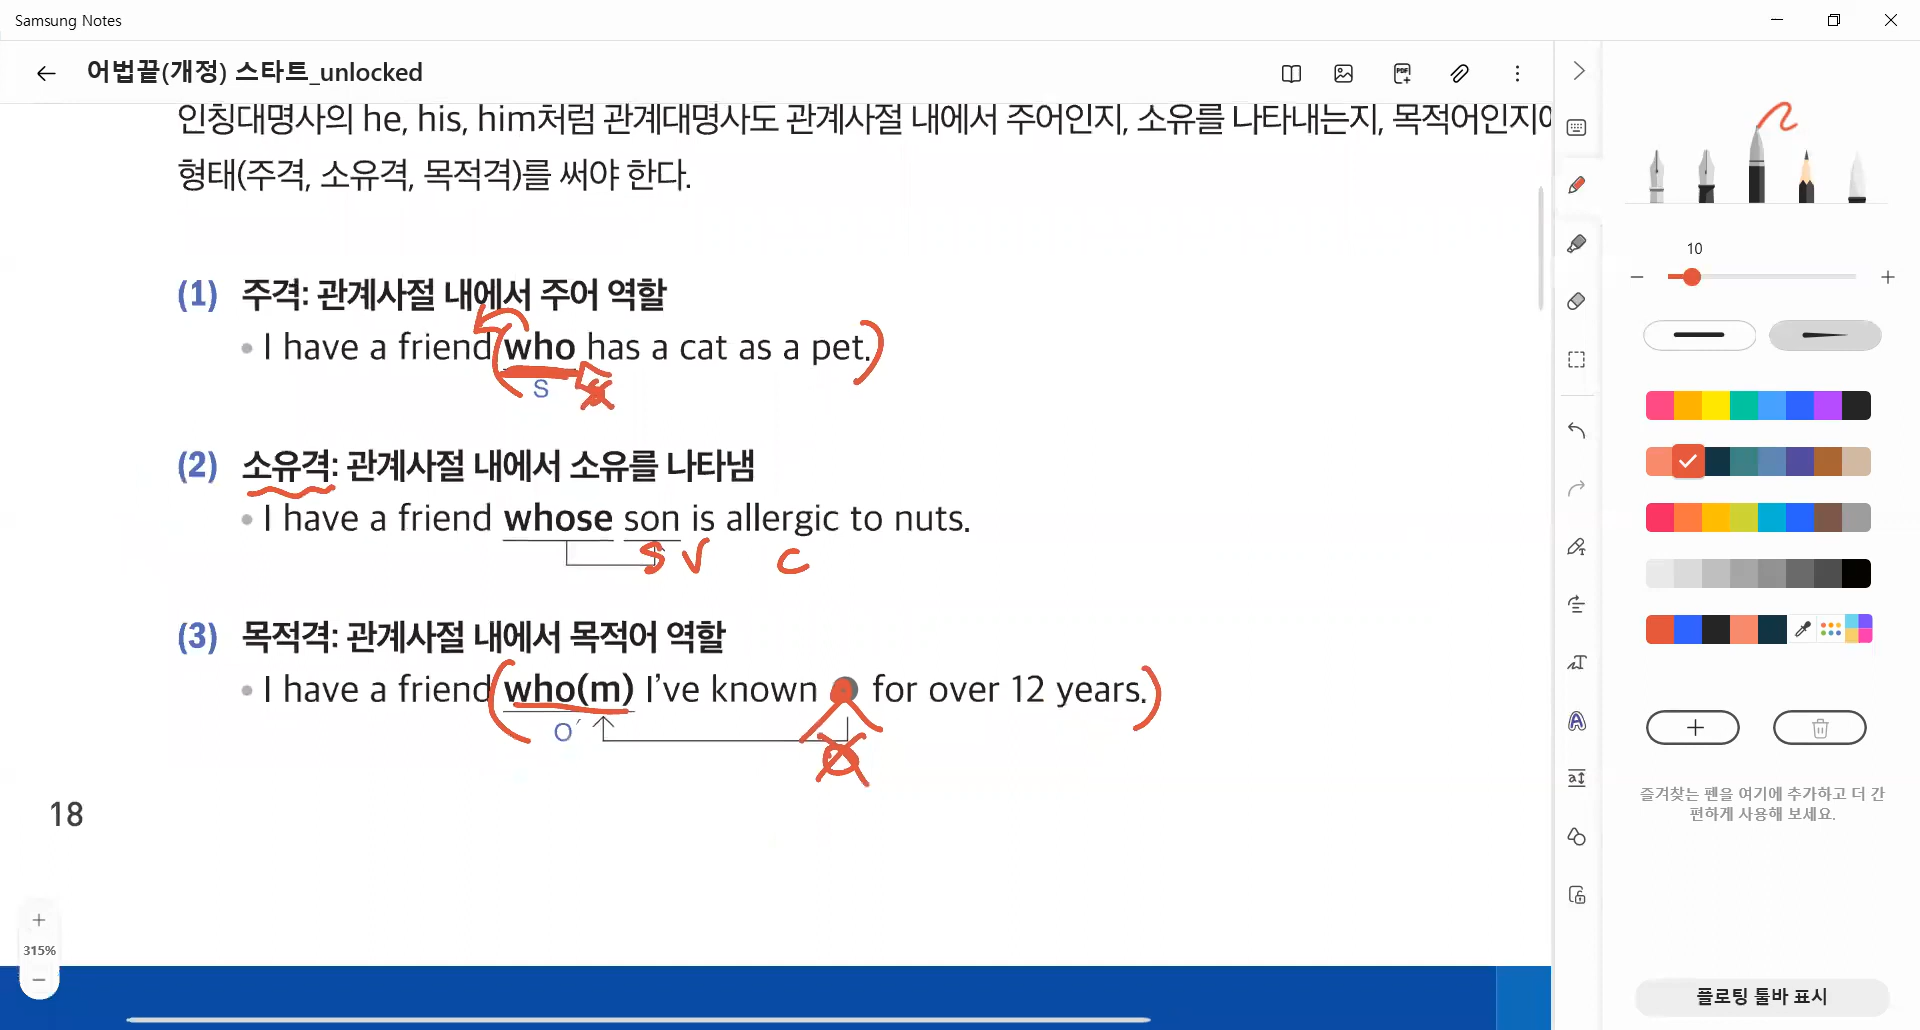 Samsung Notes
어법끝(개정) 스타트_unlocked
인칭대명사의 he, his, him처럼 관계대명사도 관계사절 내에서 주어인지, 소유를 나타내는지, 목적어인지에
형태(주격, 소유격, 목적격)를 써야 한다.
(1) 주격: 관계사절 내에서 주어 역할
I have a friend who has a cat as a pet.
S
(2) 소유격: 관계사절 내에서 소유를 나타냄
I have a friend whose son is allergic to nuts.
S V C
(3) 목적격: 관계사절 내에서 목적어 역할
I have a friend who(m) I've known for over 12 years.
O′
18
315%
10
즐겨찾는 펜을 여기에 추가하고 더 간
편하게 사용해 보세요.
플로팅 툴바 표시